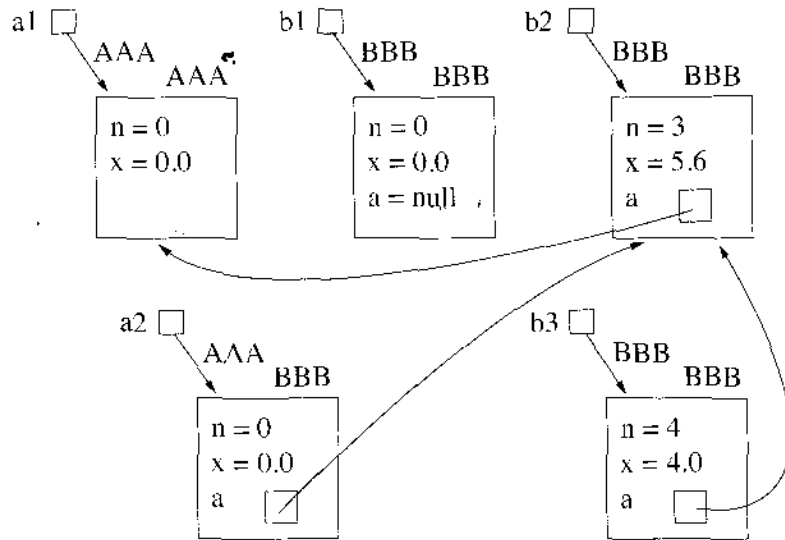 a1 b1 b2
AAA BBB BBB
AAA BBB BBB
n = 0 n = 0 n = 3
x = 0.0 x = 0.0 x = 5.6
a = null a
a2 b3
AAA BBB
BBB BBB
n = 0 n = 4
x = 0.0 x = 4.0
a a